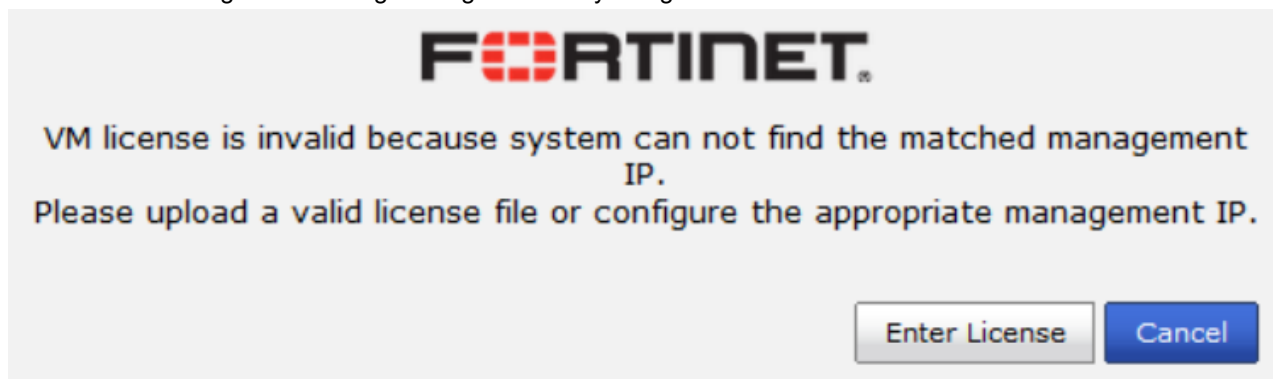 FORTINET®
VM license is invalid because system can not find the matched management
IP.
Please upload a valid license file or configure the appropriate management IP.
Enter License Cancel